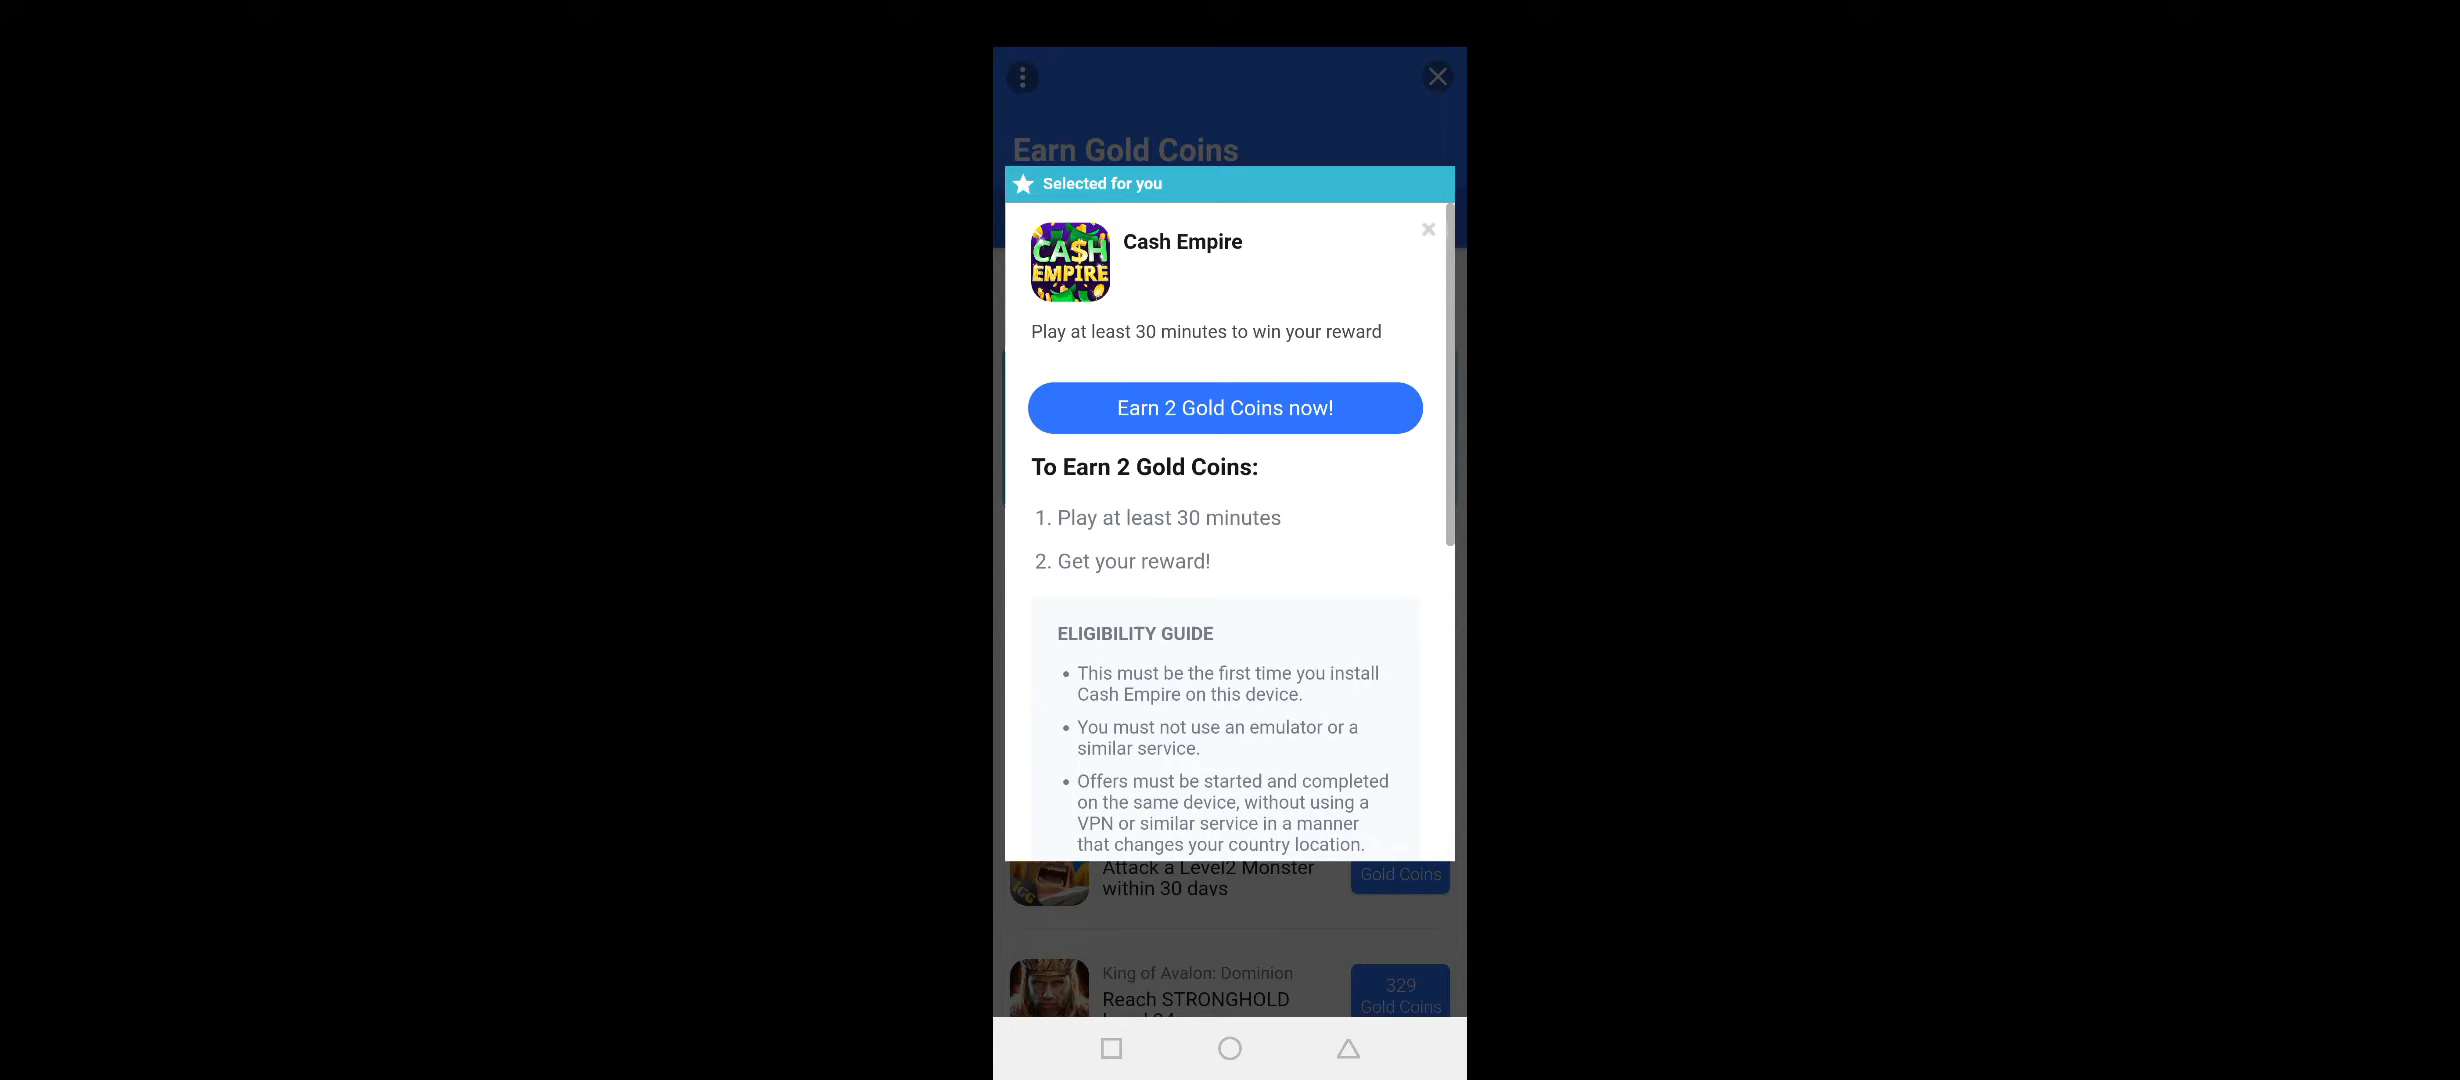 Earn Gold Coins
Selected for you
CA$H
EMPIRE
Cash Empire
Play at least 30 minutes to win your reward
Earn 2 Gold Coins now!
To Earn 2 Gold Coins:
1. Play at least 30 minutes
2. Get your reward!
ELIGIBILITY GUIDE
• This must be the first time you install
Cash Empire on this device.
• You must not use an emulator or a
similar service.
• Offers must be started and completed
on the same device, without using a
VPN or similar service in a manner
that changes your country location.
Attack a Level2 Monster
within 30 days
Gold Coins
IGG
King of Avalon: Dominion
Reach STRONGHOLD
329
Gold Coins